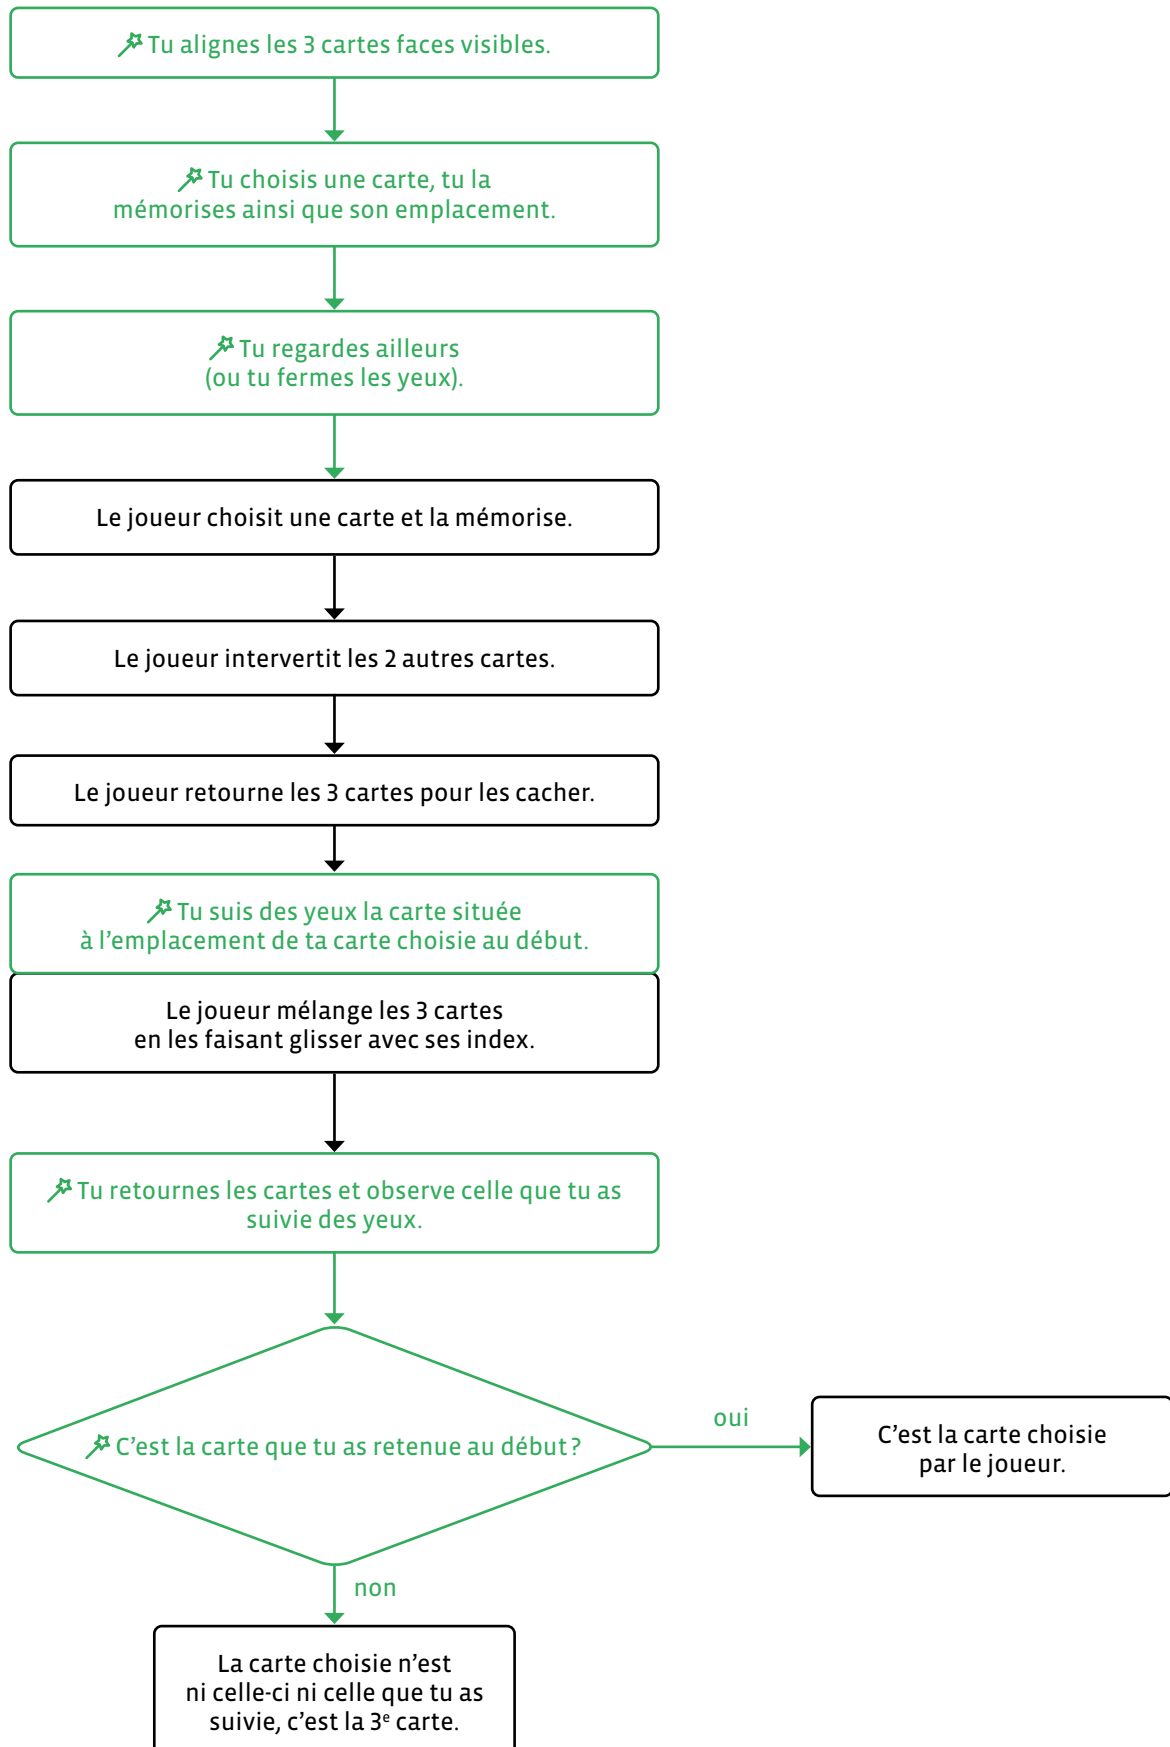 Tu alignes les 3 cartes faces visibles.
Tu choisis une carte, tu la
mémorises ainsi que son emplacement.
Tu regardes ailleurs
(ou tu fermes les yeux).
Le joueur choisit une carte et la mémorise.
Le joueur intervertit les 2 autres cartes.
Le joueur retourne les 3 cartes pour les cacher.
Tu suis des yeux la carte située
à l'emplacement de ta carte choisie au début.
Le joueur mélange les 3 cartes
en les faisant glisser avec ses index.
Tu retournes les cartes et observe celle que tu as
suivie des yeux.
C'est la carte que tu as retenue au début ?
oui
C'est la carte choisie
par le joueur.
non
La carte choisie n'est
ni celle-ci ni celle que tu as
suivie, c'est la 3e carte.